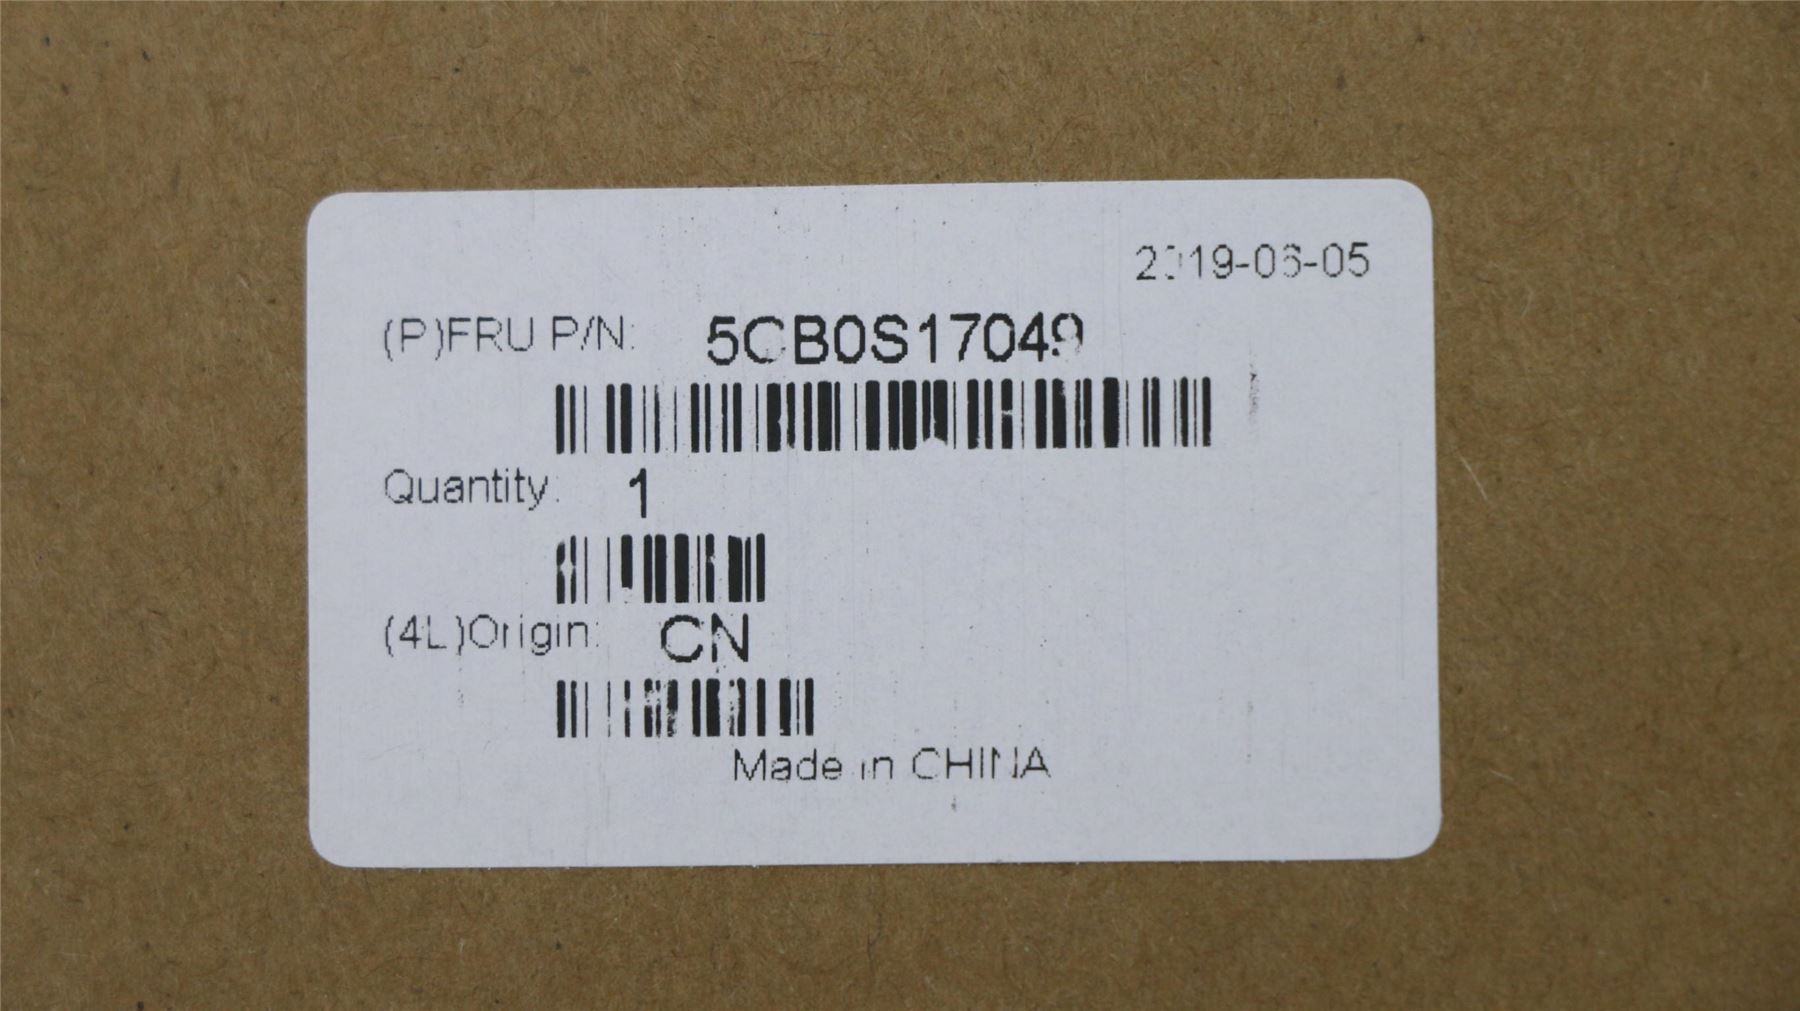 2019-06-05
(P)FRU P/N: 5CB0S17049
Quantity: 1
(4L)Origin: CN
Made in CHINA